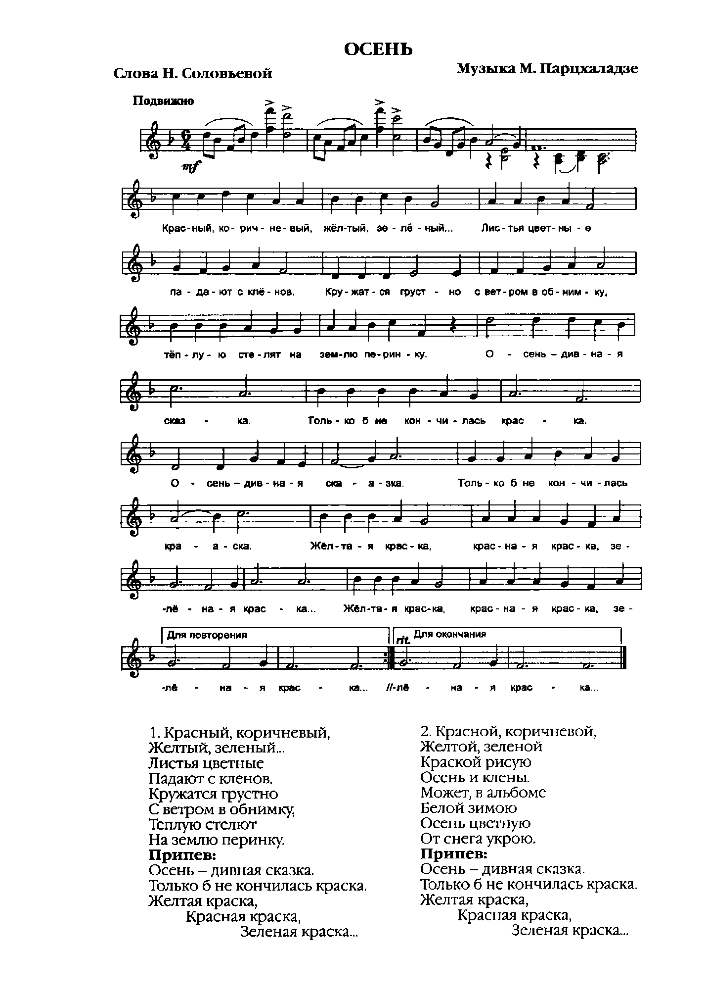 ОСЕНЬ
Слова Н. Соловьевой
Музыка М. Парцхаладзе
Подвижно
6
4
mf
Крас-ный, ко- рич - не- вый, жёл-тый, зе - лё - ный... Лис-тья цвет-ны - е
па - да - ют с клё - нов. Кру-жат-ся груст - но с вет-ром в об-ним - ку,
тёп-лу- ю сте-лят на зем-лю пе-рин-ку. О - сень – див-на-я
сказ - ка. Толь-ко б не кон-чи-лась крас - ка.
О - сень – див-на-я ска - а-зка. Толь-ко б не кон-чи-лась
кра - а-ска. Жёл-та-я крас-ка, крас-на-я крас-ка, зе -
-лё - на - я крас - ка... Жёл-та-я крас-ка, крас-на-я крас-ка, зе -
Для повторения
rit. Для окончания
-лё - на - я крас - ка... //-лё - на - я крас - ка...
1. Красный, коричневый,
Желтый, зеленый...
Листья цветные
Падают с кленов.
Кружатся грустно
С ветром в обнимку,
Теплую стелют
На землю перинку.
Припев:
Осень – дивная сказка.
Только б не кончилась краска.
Желтая краска,
Красная краска,
Зеленая краска...
2. Красной, коричневой,
Желтой, зеленой
Краской рисую
Осень и клены.
Может, в альбоме
Белой зимою
Осень цветную
От снега укрою.
Припев:
Осень – дивная сказка.
Только б не кончилась краска.
Желтая краска,
Красная краска,
Зеленая краска...